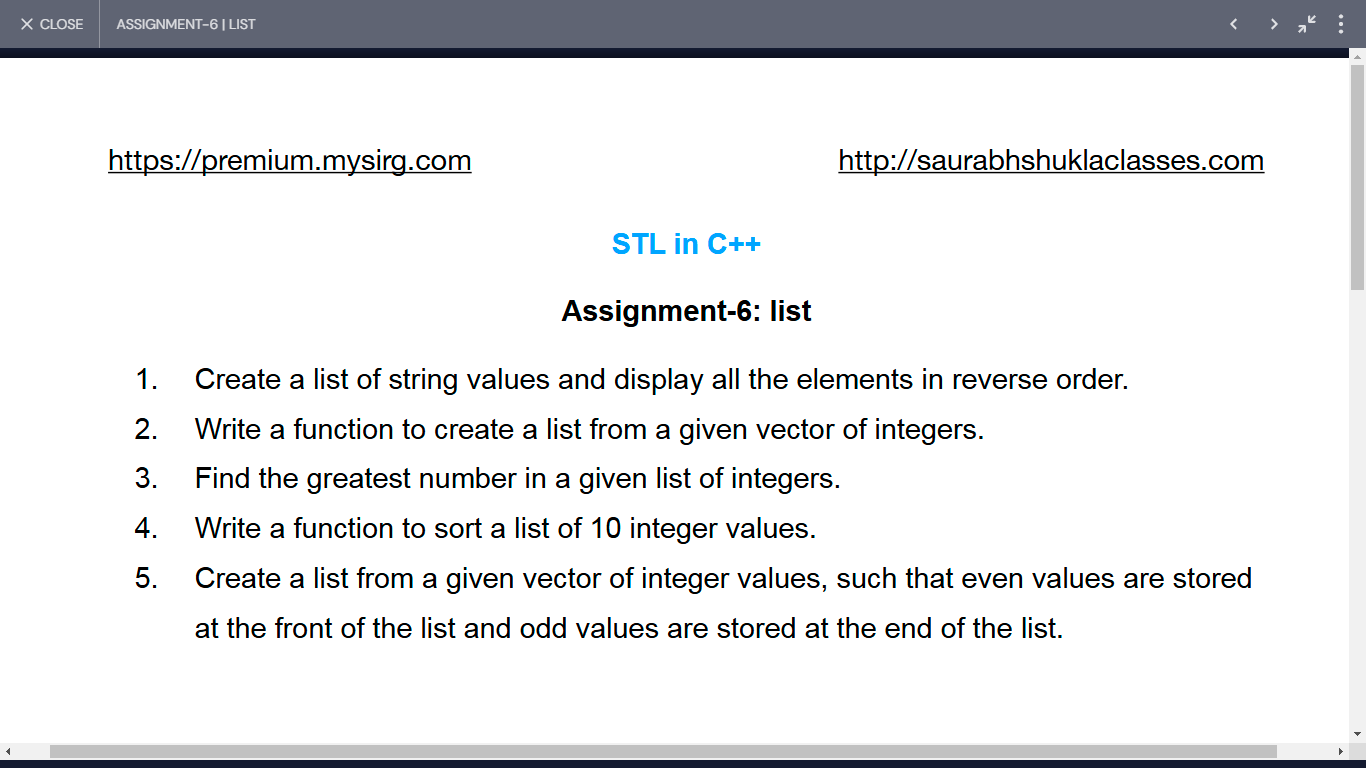 CLOSE ASSIGNMENT-6 | LIST
https://premium.mysirg.com http://saurabhshuklaclasses.com
STL in C++
Assignment-6: list
1. Create a list of string values and display all the elements in reverse order.
2. Write a function to create a list from a given vector of integers.
3. Find the greatest number in a given list of integers.
4. Write a function to sort a list of 10 integer values.
5. Create a list from a given vector of integer values, such that even values are stored
at the front of the list and odd values are stored at the end of the list.